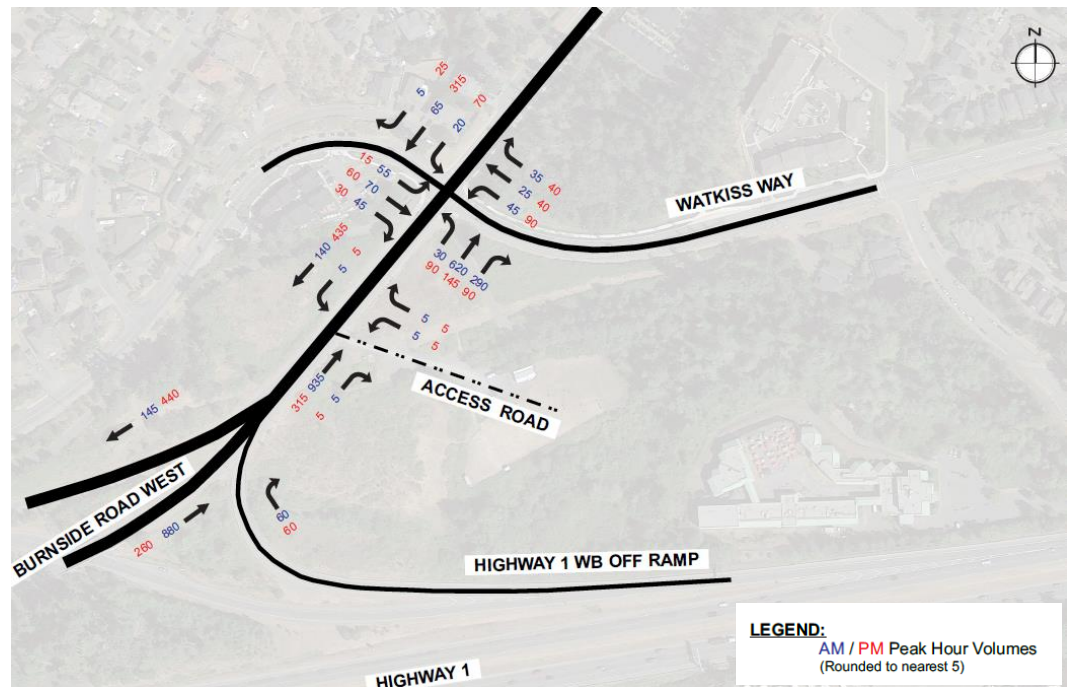 Z
25
315
70
5
65
20
15 55
60 70
30 45
35 40
25 40
45 90
WATKISS WAY
140 435
5 5
30 620 290
90 145 90
5 5
5 5
ACCESS ROAD
315 935
5 5
145 440
BURNSIDE ROAD WEST
260 880
60
60
HIGHWAY 1 WB OFF RAMP
HIGHWAY 1
LEGEND:
AM / PM Peak Hour Volumes
(Rounded to nearest 5)